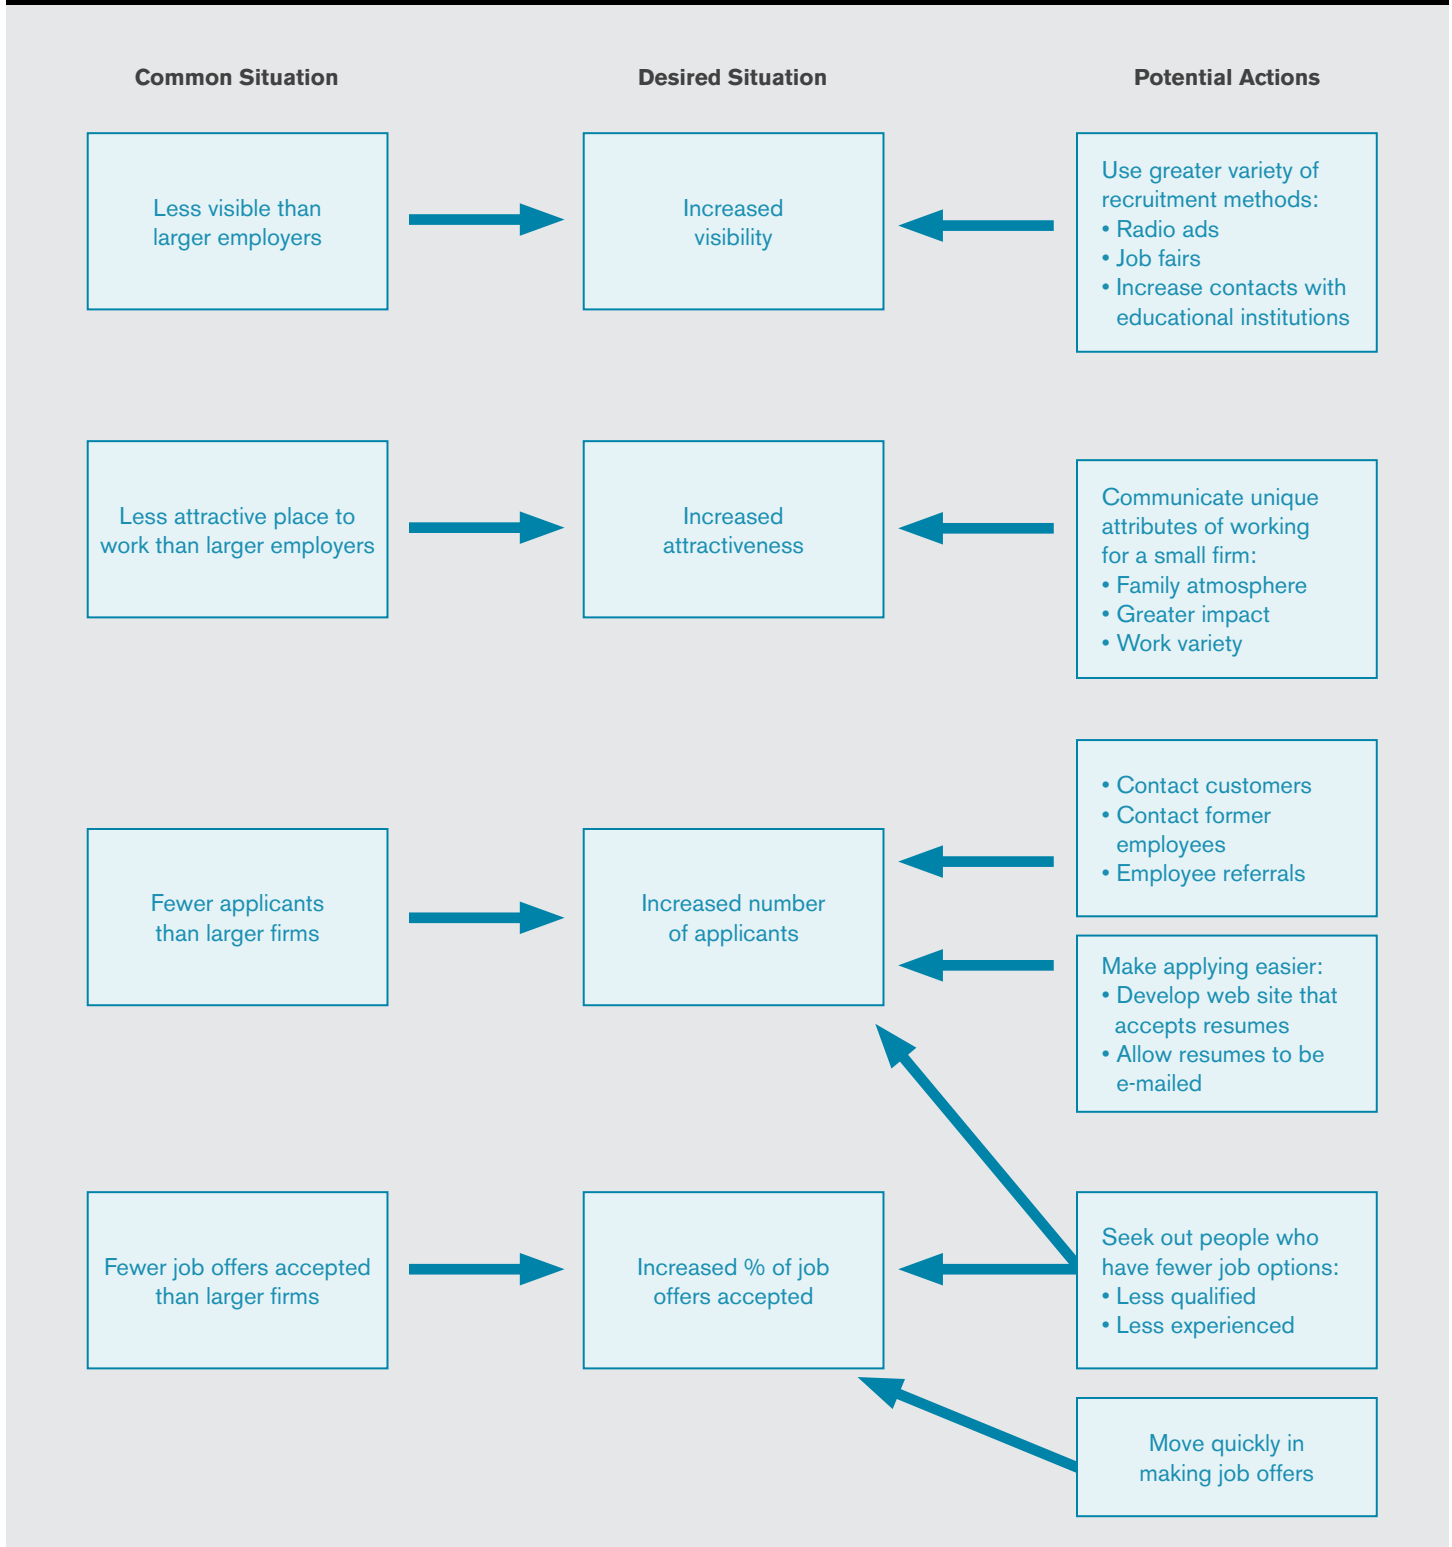 Common Situation
Desired Situation
Potential Actions
Less visible than
larger employers
Increased
visibility
Use greater variety of
recruitment methods:
• Radio ads
• Job fairs
• Increase contacts with
educational institutions
Less attractive place to
work than larger employers
Increased
attractiveness
Communicate unique
attributes of working
for a small firm:
• Family atmosphere
• Greater impact
• Work variety
Fewer applicants
than larger firms
Increased number
of applicants
• Contact customers
• Contact former
employees
• Employee referrals
Make applying easier:
• Develop web site that
accepts resumes
• Allow resumes to be
e-mailed
Fewer job offers accepted
than larger firms
Increased % of job
offers accepted
Seek out people who
have fewer job options:
• Less qualified
• Less experienced
Move quickly in
making job offers